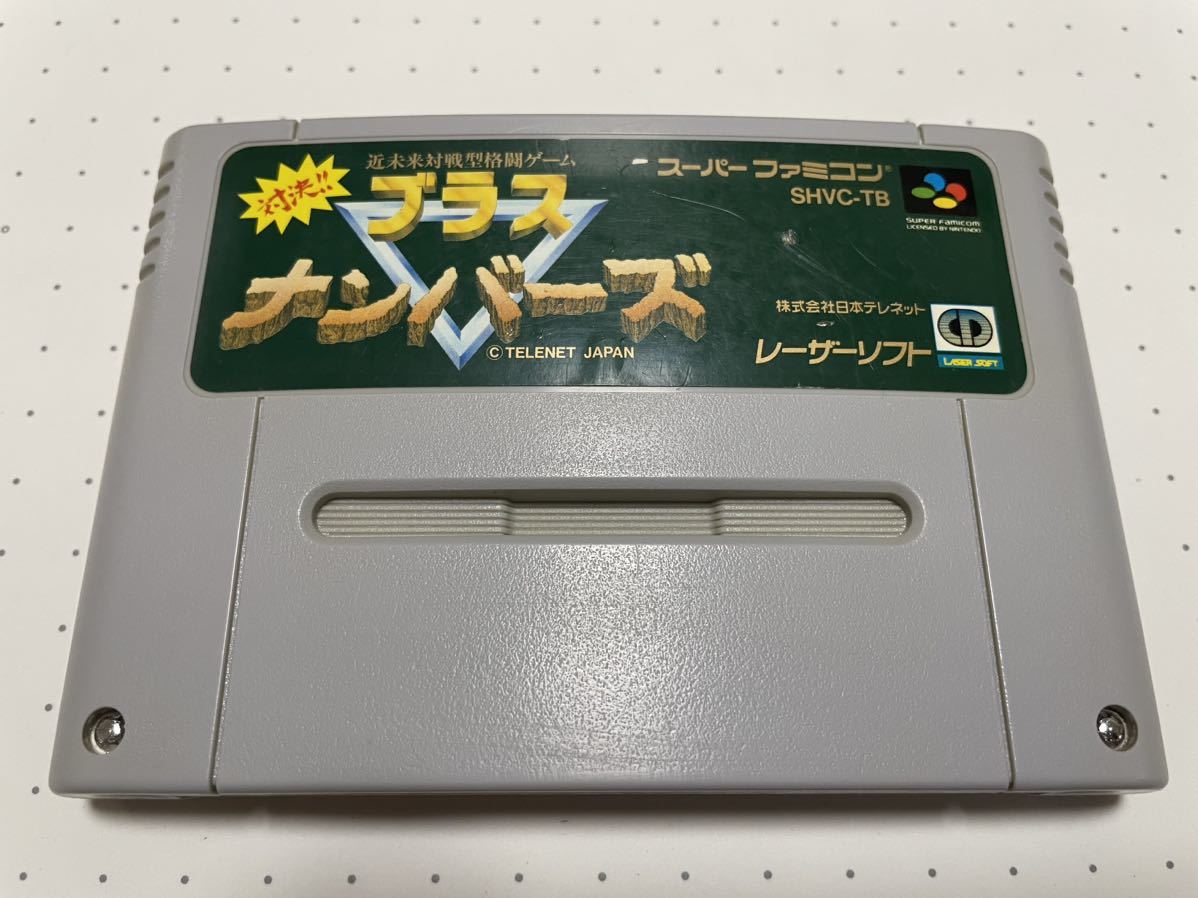 対決!!
近未来対戦型格闘ゲーム
ブラス
ナンバーズ
© TELENET JAPAN
スーパーファミコン®
SHVC-TB
SUPER FAMICOM
LICENSED BY NINTENDO
株式会社日本テレネット
レーザーソフト
LASER SOFT